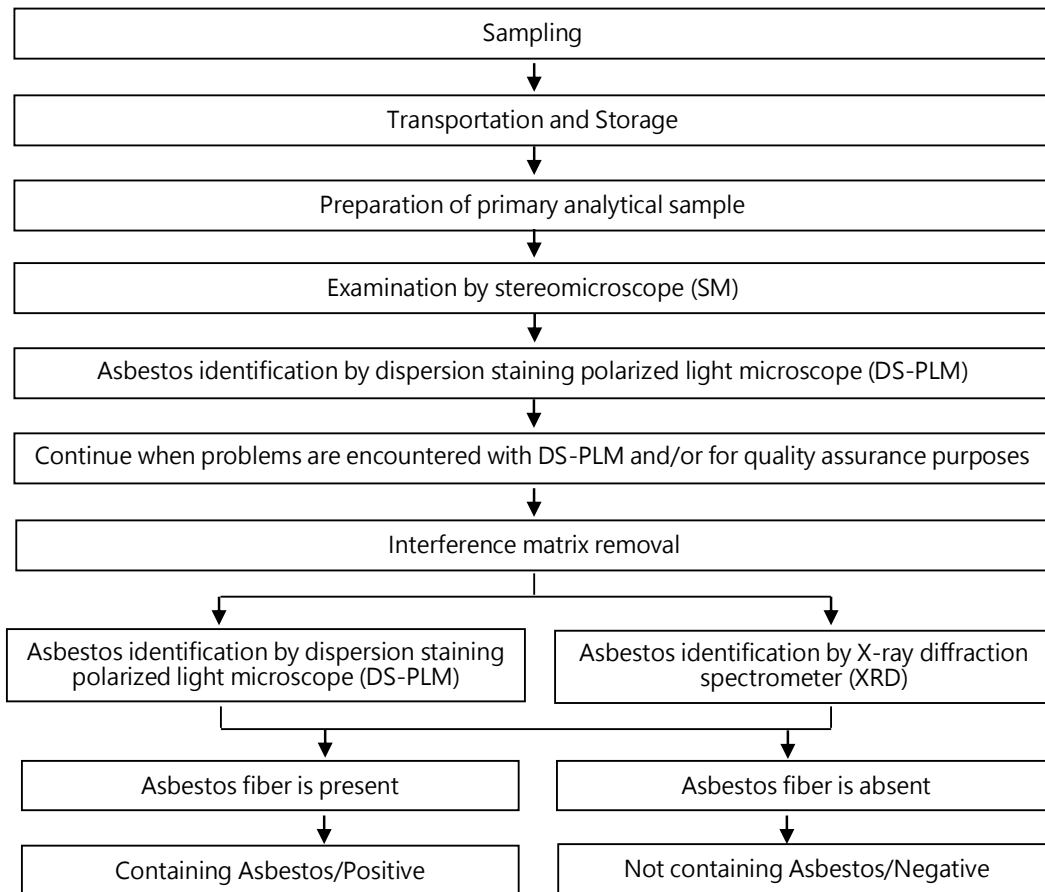 Sampling
Transportation and Storage
Preparation of primary analytical sample
Examination by stereomicroscope (SM)
Asbestos identification by dispersion staining polarized light microscope (DS-PLM)
Continue when problems are encountered with DS-PLM and/or for quality assurance purposes
Interference matrix removal
Asbestos identification by dispersion staining
polarized light microscope (DS-PLM)
Asbestos identification by X-ray diffraction
spectrometer (XRD)
Asbestos fiber is present
Asbestos fiber is absent
Containing Asbestos/Positive
Not containing Asbestos/Negative